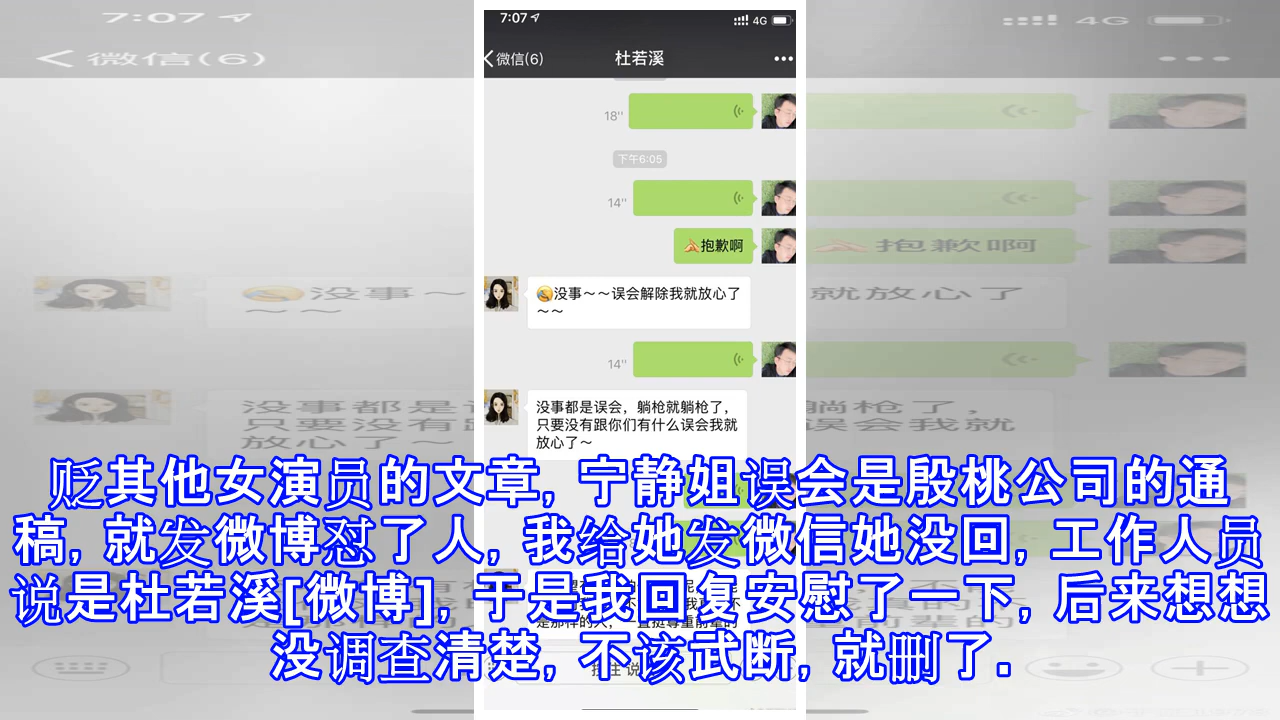 7:07
4G
微信(6)
杜若溪
18''
下午6:05
14''
抱歉啊
没事～～误会解除我就放心了
～～
14''
没事都是误会，躺枪就躺枪了，
只要没有跟你们有什么误会我就
放心了～
贬其他女演员的文章, 宁静姐误会是殷桃公司的通
稿, 就发微博怼了人, 我给她发微信她没回, 工作人员
说是杜若溪[微博], 于是我回复安慰了一下, 后来想想
没调查清楚, 不该武断, 就删了.